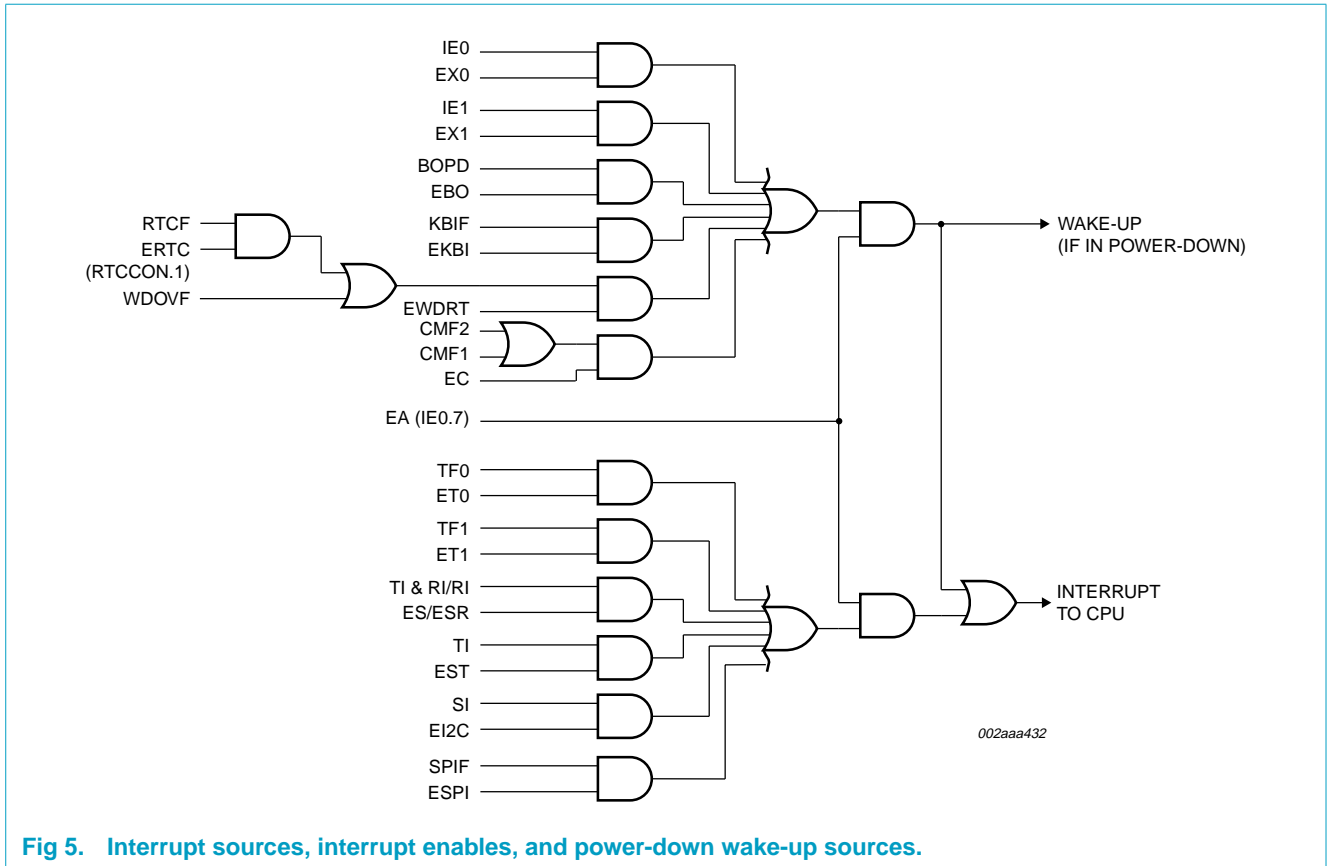 IE0
EX0
IE1
EX1
BOPD
EBO
KBIF
EKBI
RTCF
ERTC
(RTCCON.1)
WDOVF
EWDRT
CMF2
CMF1
EC
EA (IE0.7)
WAKE-UP
(IF IN POWER-DOWN)
TF0
ET0
TF1
ET1
TI & RI/RI
ES/ESR
TI
EST
SI
EI2C
SPIF
ESPI
INTERRUPT
TO CPU
002aaa432
Fig 5. Interrupt sources, interrupt enables, and power-down wake-up sources.